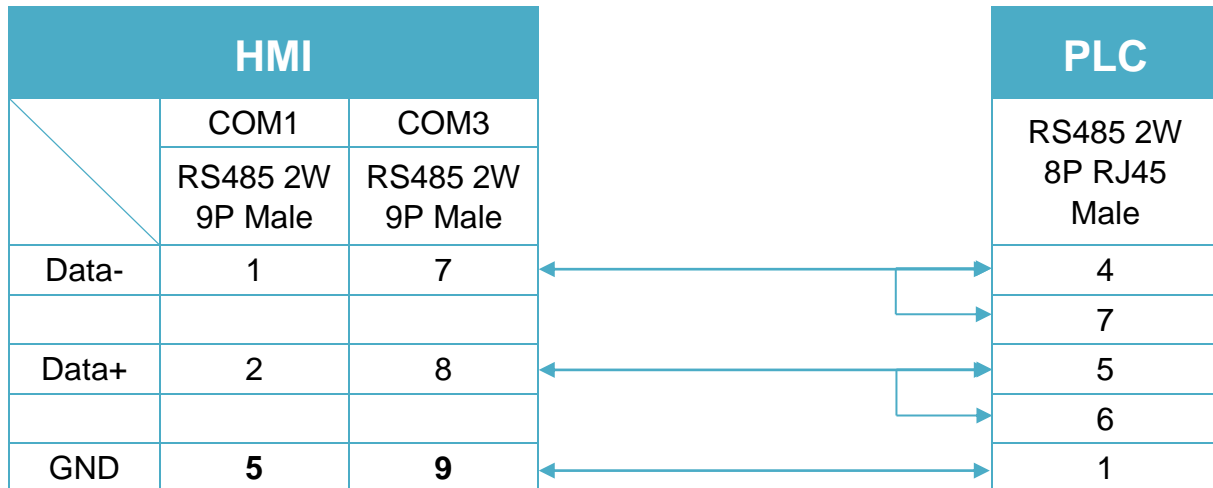 HMI PLC
COM1 COM3
RS485 2W RS485 2W RS485 2W
9P Male 9P Male 8P RJ45
Male
Data- 1 7 4
7
Data+ 2 8 5
6
GND 5 9 1